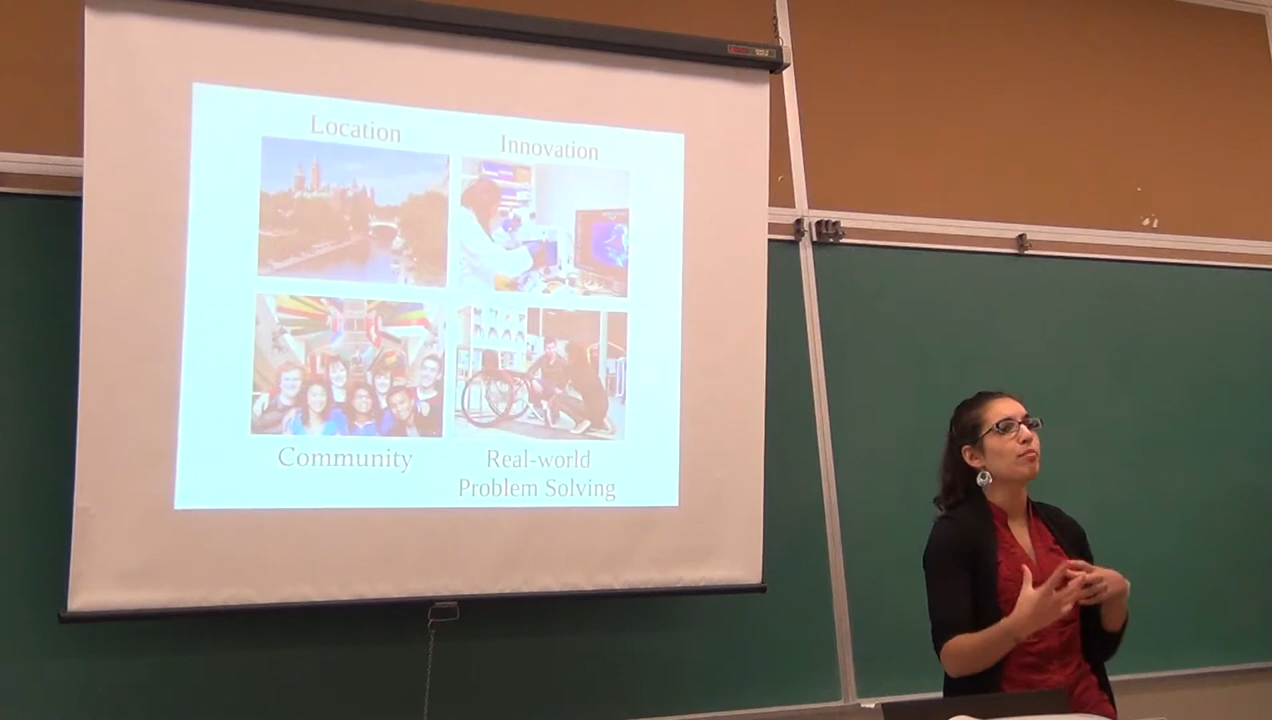 Location
Innovation
Community
Real-world
Problem Solving